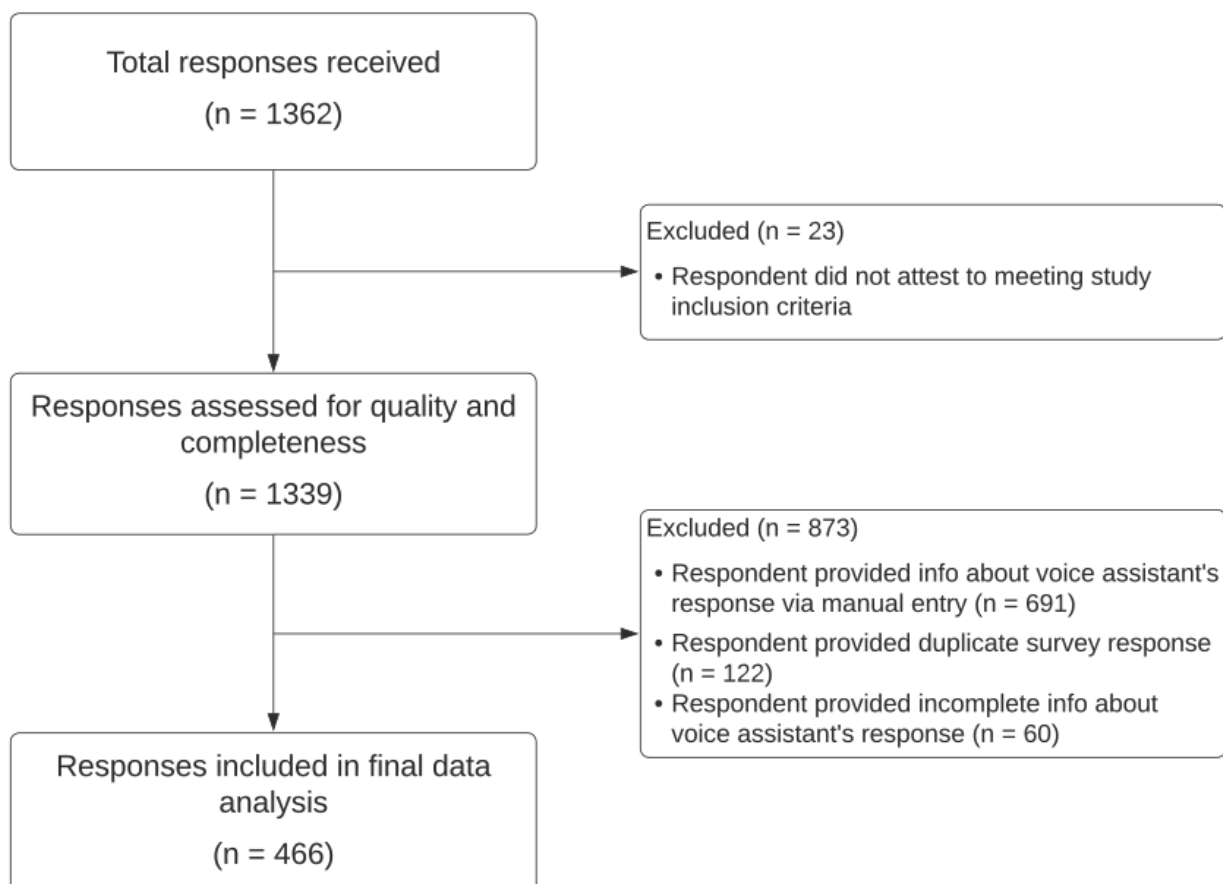 Total responses received
(n = 1362)
Excluded (n = 23)
• Respondent did not attest to meeting study
inclusion criteria
Responses assessed for quality and
completeness
(n = 1339)
Excluded (n = 873)
• Respondent provided info about voice assistant's
response via manual entry (n = 691)
• Respondent provided duplicate survey response
(n = 122)
• Respondent provided incomplete info about
voice assistant's response (n = 60)
Responses included in final data
analysis
(n = 466)